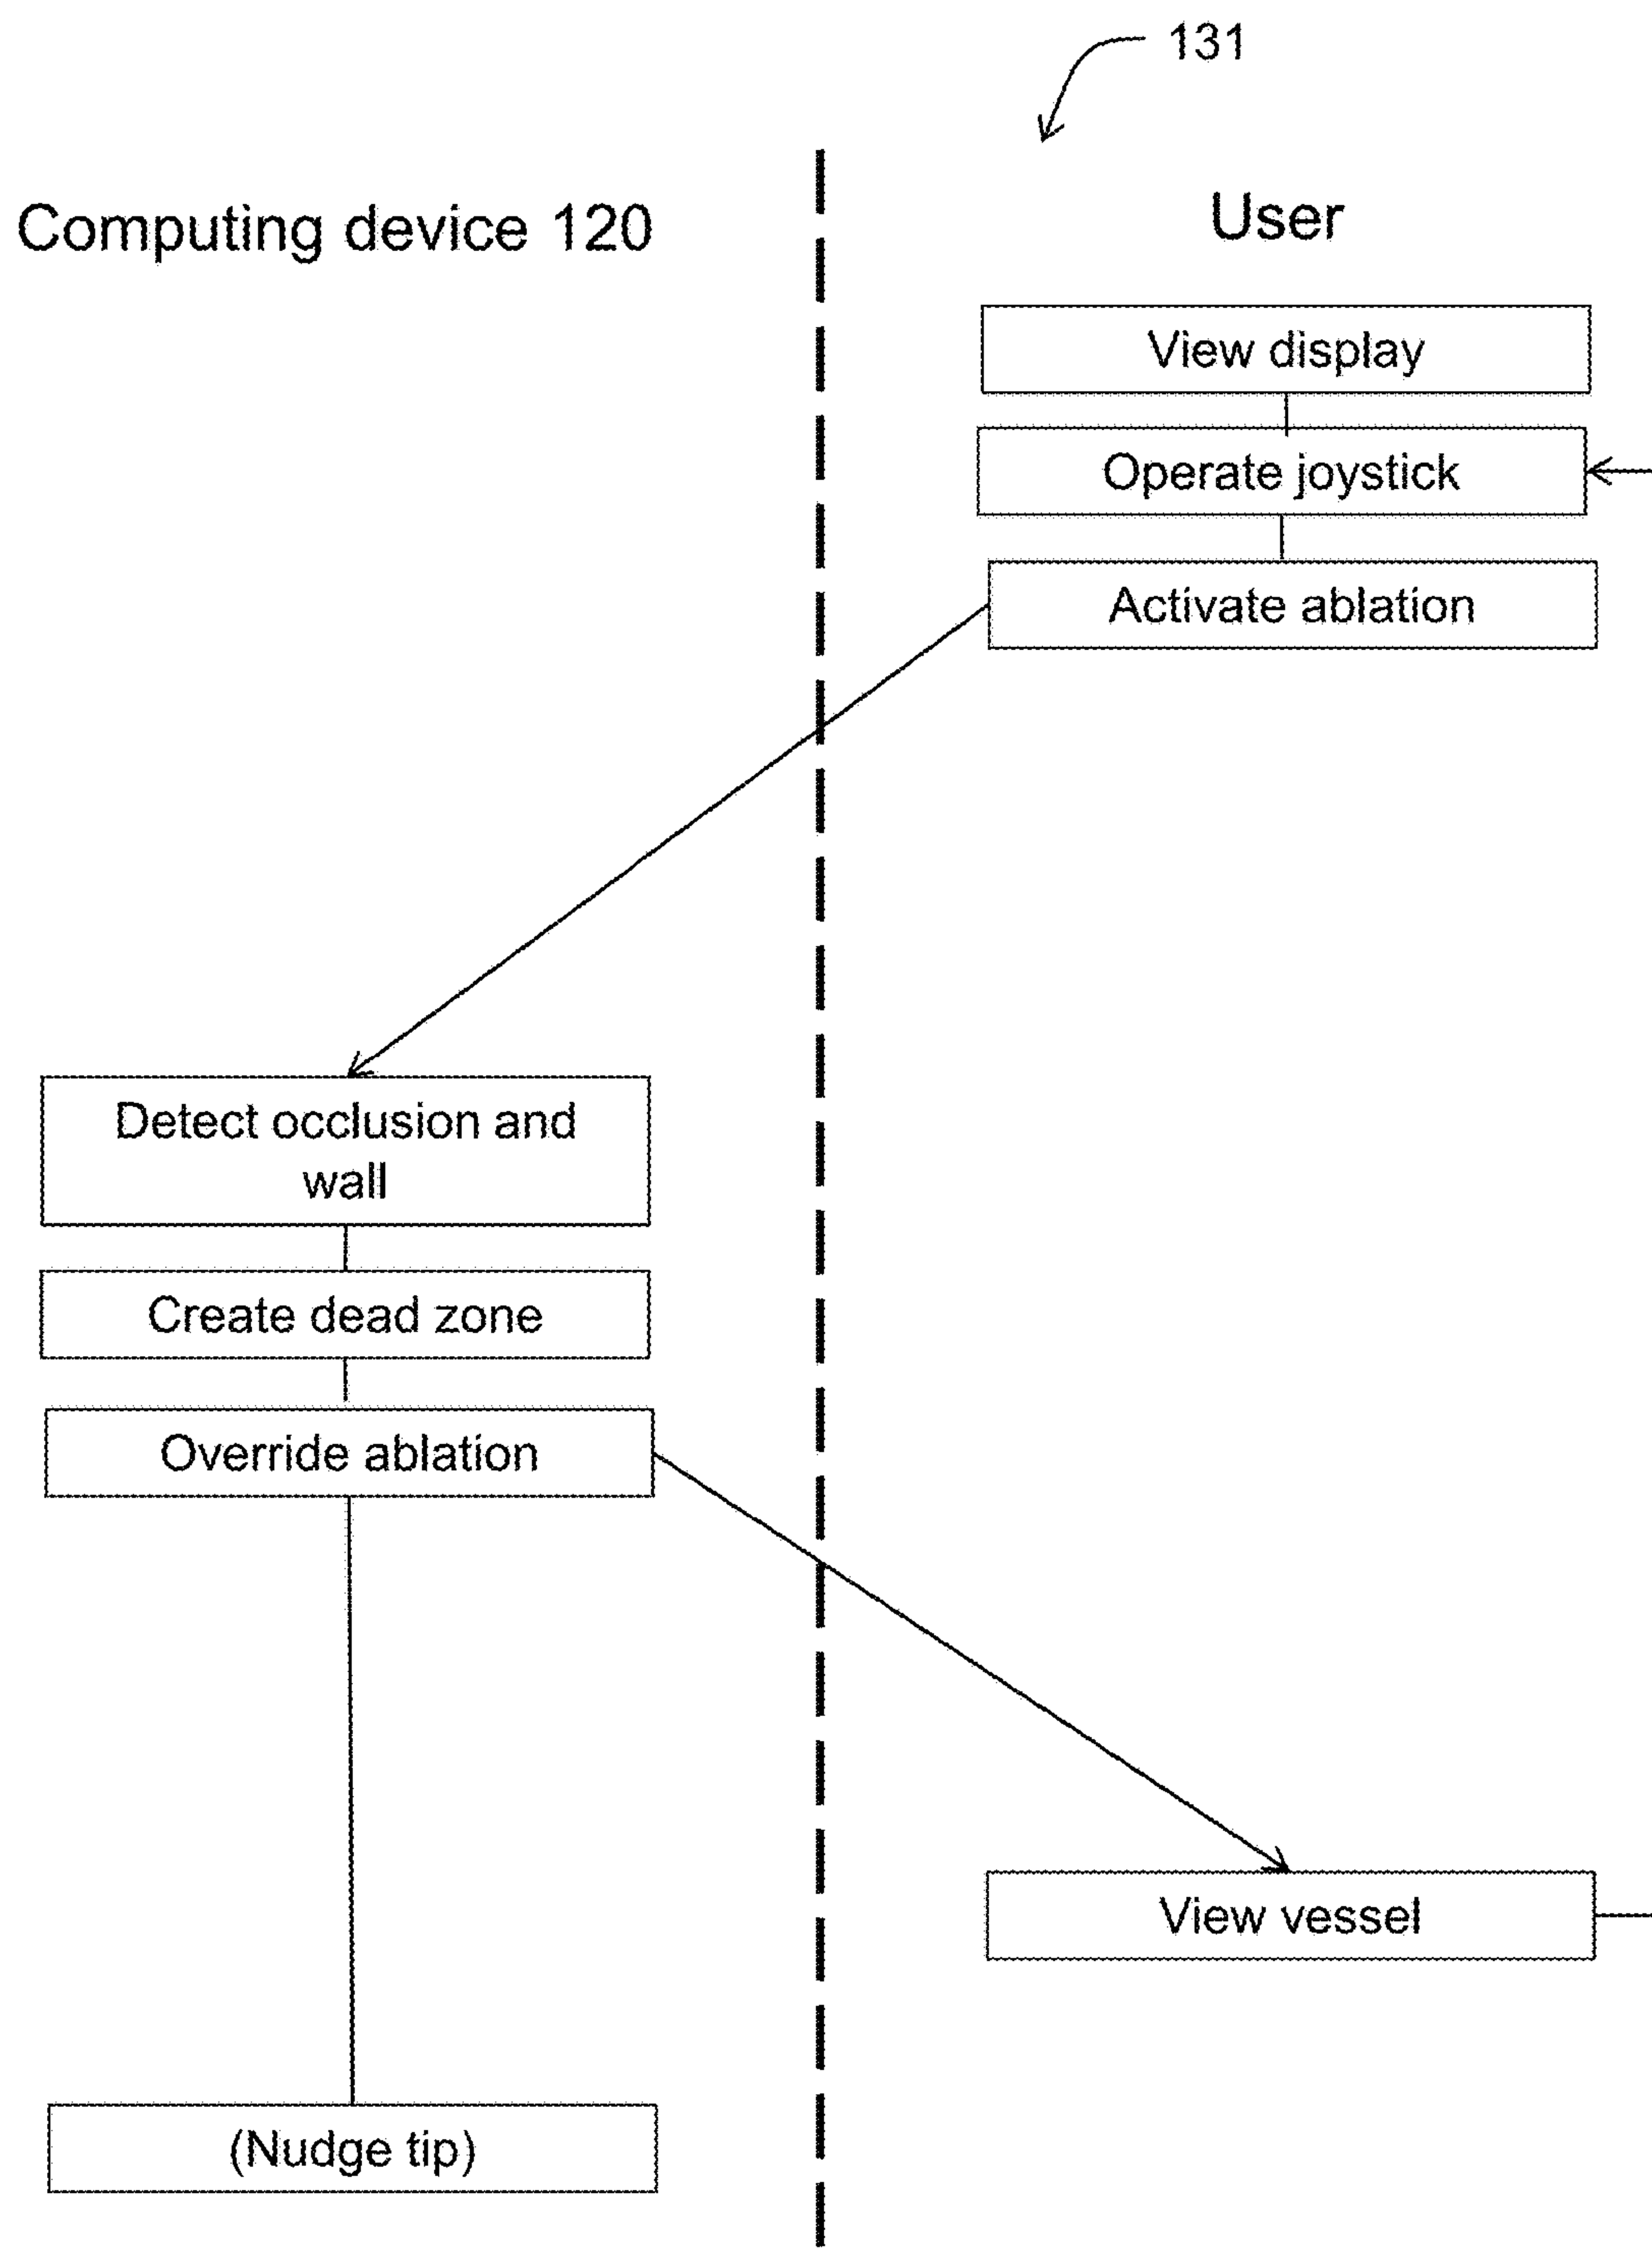 131
Computing device 120
User
View display
Operate joystick
Activate ablation
Detect occlusion and
wall
Create dead zone
Override ablation
View vessel
(Nudge tip)